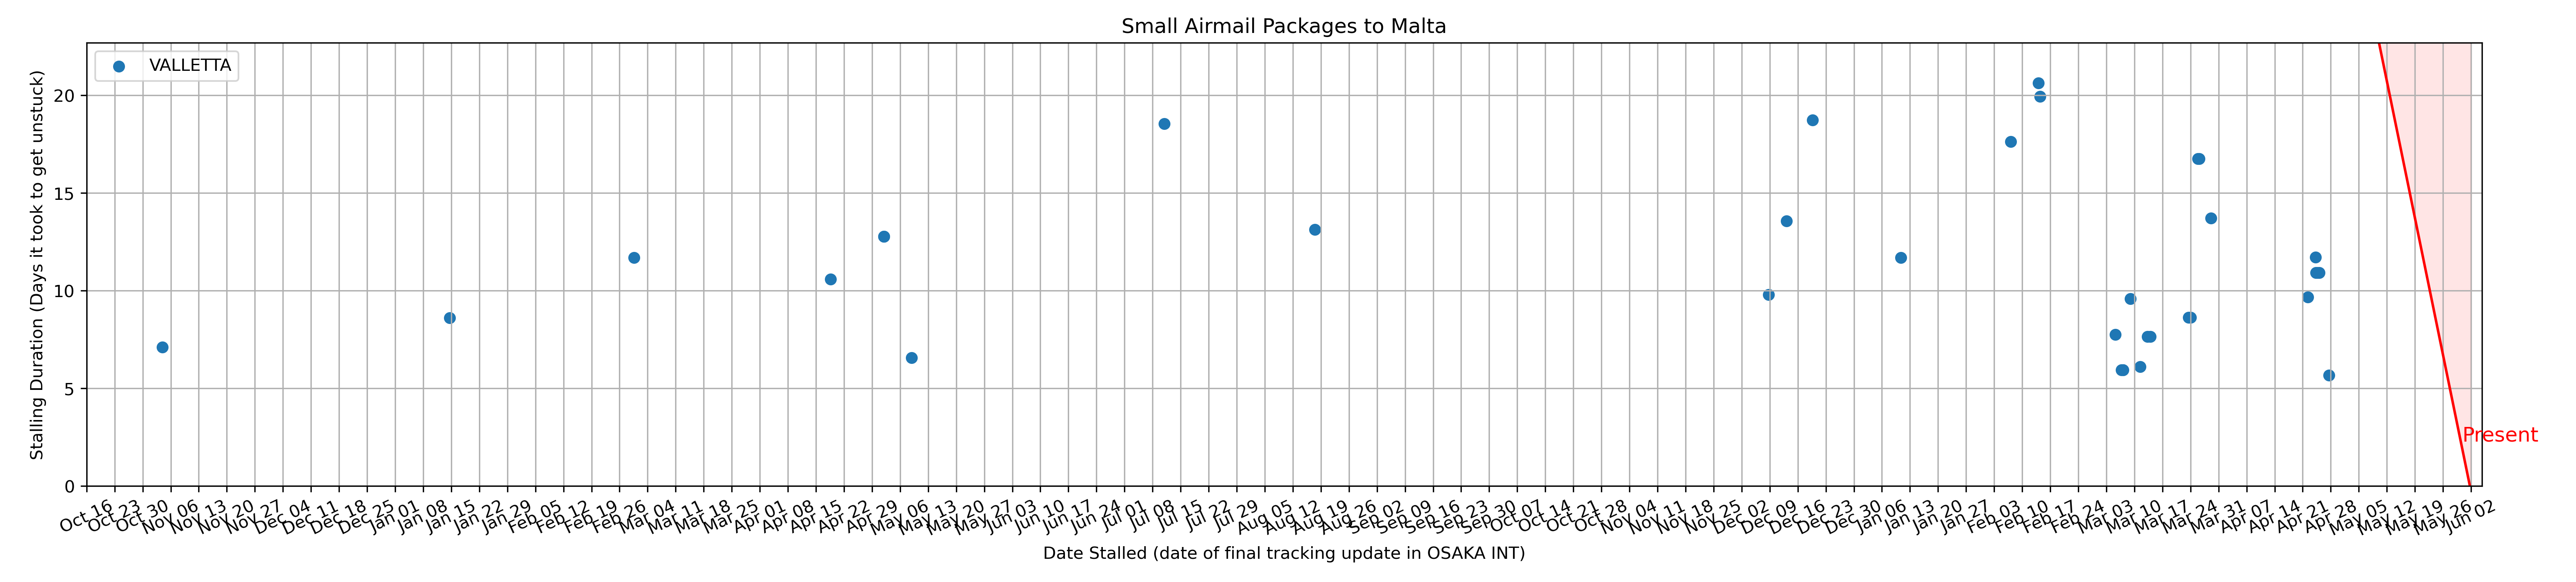 Small Airmail Packages to Malta
VALLETTA
Stalling Duration (Days it took to get unstuck)
20
15
10
5
0
Present
Oct 16
Oct 23
Oct 30
Nov 06
Nov 13
Nov 20
Nov 27
Dec 04
Dec 11
Dec 18
Dec 25
Jan 01
Jan 08
Jan 15
Jan 22
Jan 29
Feb 05
Feb 12
Feb 19
Feb 26
Mar 04
Mar 11
Mar 18
Mar 25
Apr 01
Apr 08
Apr 15
Apr 22
Apr 29
May 06
May 13
May 20
May 27
Jun 03
Jun 10
Jun 17
Jun 24
Jul 01
Jul 08
Jul 15
Jul 22
Jul 29
Aug 05
Aug 12
Aug 19
Aug 26
Sep 02
Sep 09
Sep 16
Sep 23
Sep 30
Oct 07
Oct 14
Oct 21
Oct 28
Nov 04
Nov 11
Nov 18
Nov 25
Dec 02
Dec 09
Dec 16
Dec 23
Dec 30
Jan 06
Jan 13
Jan 20
Jan 27
Feb 03
Feb 10
Feb 17
Feb 24
Mar 03
Mar 10
Mar 17
Mar 24
Mar 31
Apr 07
Apr 14
Apr 21
Apr 28
May 05
May 12
May 19
May 26
Jun 02
Date Stalled (date of final tracking update in OSAKA INT)